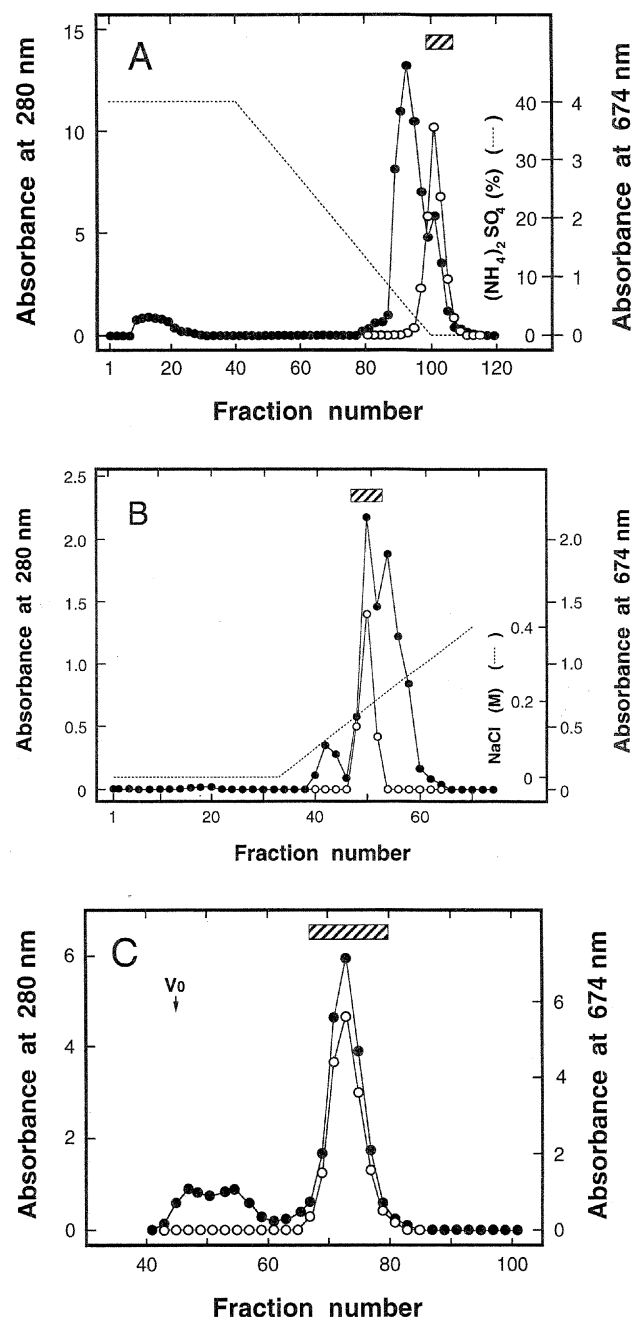 A
Absorbance at 280 nm
15
10
5
0
(NH4)2SO4 (%) (.....)
40
30
20
10
0
4
3
2
1
0
Absorbance at 674 nm
1 20 40 60 80 100 120
Fraction number
B
Absorbance at 280 nm
2.5
2.0
1.5
1.0
0.5
0
NaCl (M) (.....)
0.4
0.2
0
2.0
1.5
1.0
0.5
0
Absorbance at 674 nm
1 20 40 60
Fraction number
C
Vo
Absorbance at 280 nm
6
4
2
0
6
4
2
0
Absorbance at 674 nm
40 60 80 100
Fraction number